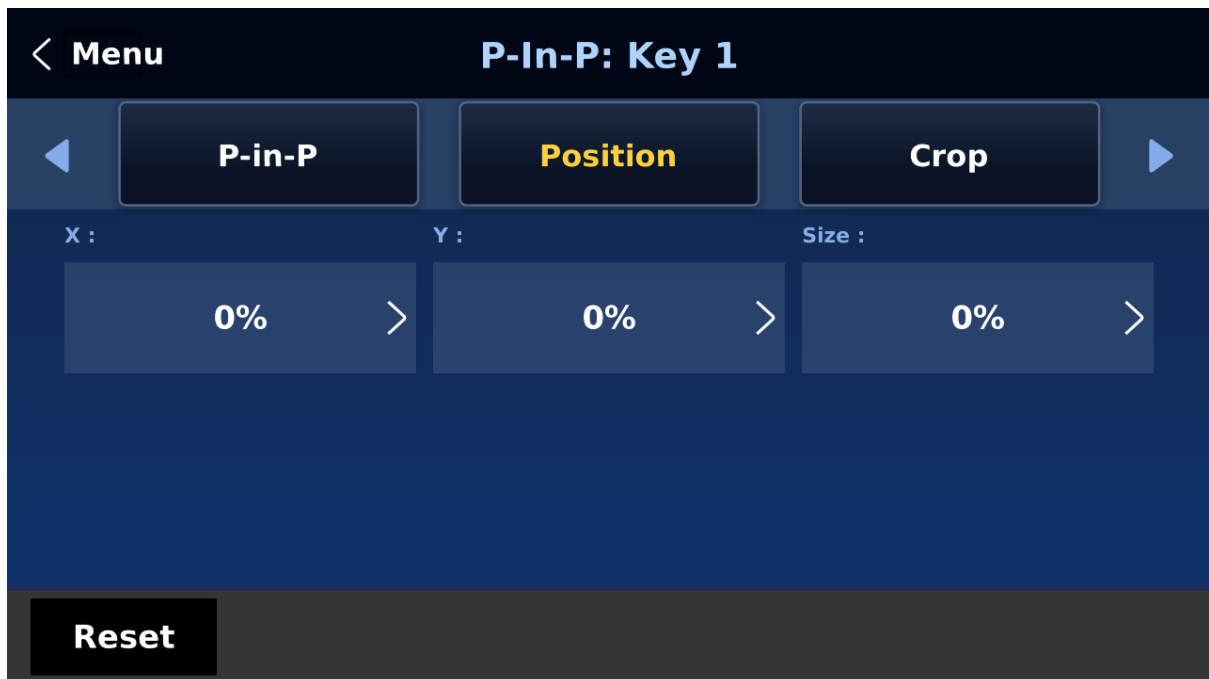 Menu
P-In-P: Key 1
P-in-P
Position
Crop
X :
Y :
Size :
0%
0%
0%
Reset